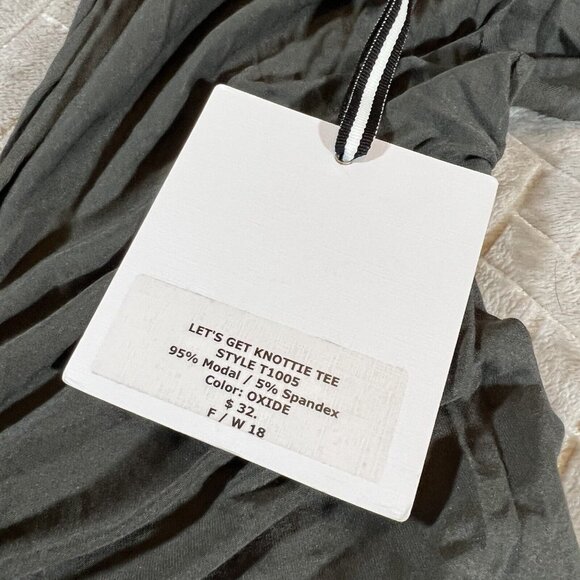 LET'S GET KNOTTIE TEE
STYLE T1005
95% Modal / 5% Spandex
Color: OXIDE
$ 32.
F / W 18